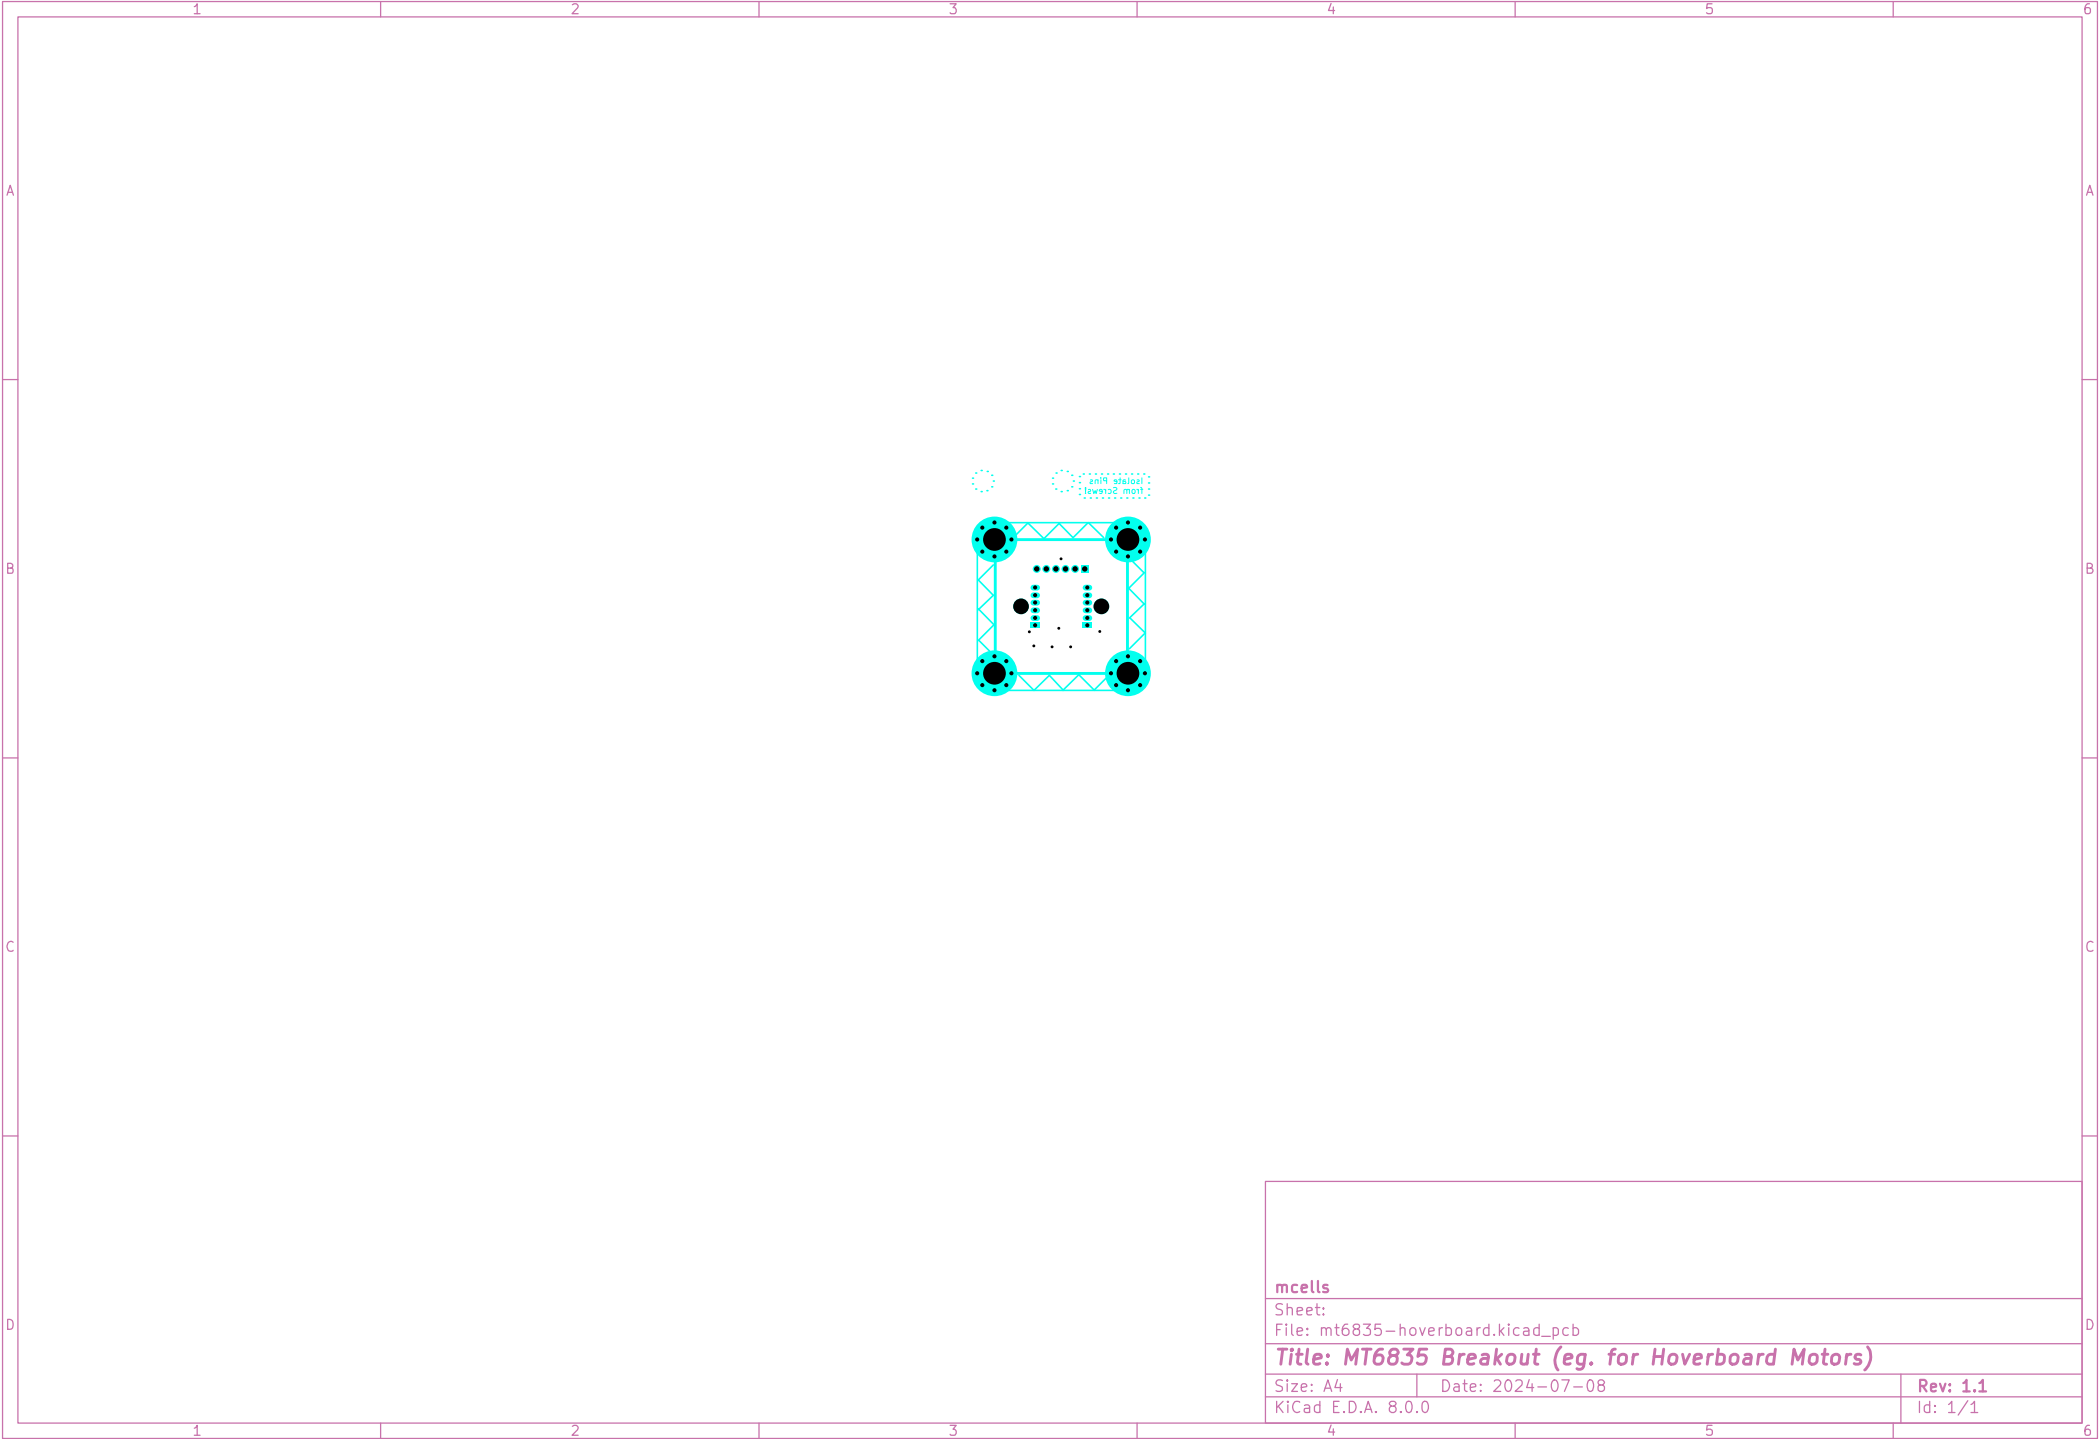 1 2 3 4 5 6
A A
Isolate Pins
from Screws!
B B
C C
mcells
Sheet:
File: mt6835-hoverboard.kicad_pcb
D D
Title: MT6835 Breakout (eg. for Hoverboard Motors)
Size: A4 Date: 2024-07-08 Rev: 1.1
KiCad E.D.A. 8.0.0 Id: 1/1
1 2 3 4 5 6